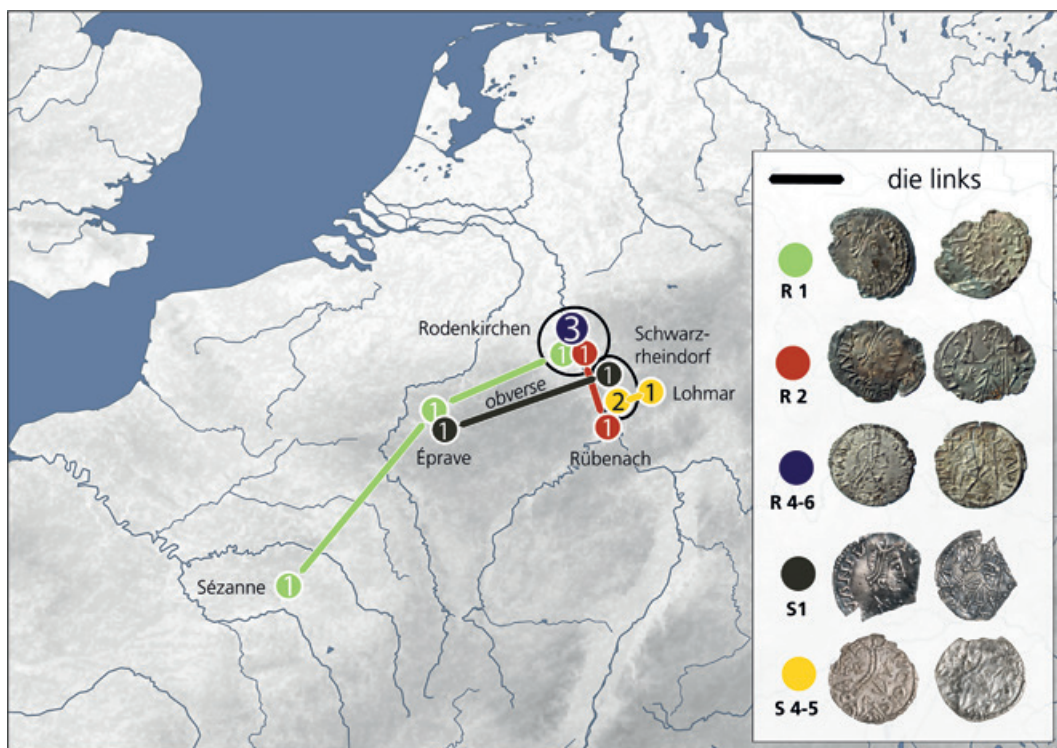 die links
R 1
R 2
R 4-6
S1
S 4-5
Rodenkirchen
3
1
1
Schwarz-
rheindorf
1
2
1
Lohmar
obverse
1
1
Éprave
1
Rübenach
Sézanne
1